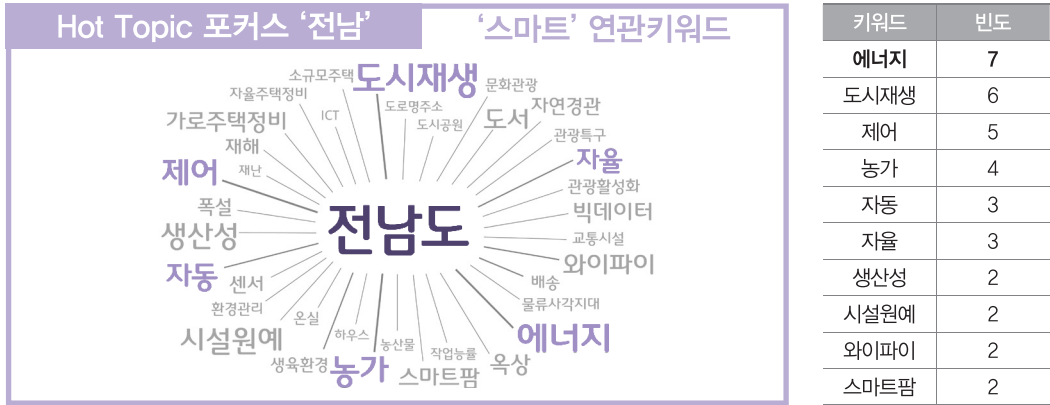 Hot Topic 포커스 ‘전남’
‘스마트’ 연관키워드
소규모주택
도시재생
문화관광
자율주택정비
ICT
도로명주소
도시공원
도서
자연경관
가로주택정비
관광특구
재해
자율
제어
재난
관광활성화
폭설
빅데이터
전남도
생산성
교통시설
와이파이
자동
센서
배송
환경관리
온실
물류사각지대
시설원예
하우스
농산물
에너지
생육환경
농가
스마트팜
작업능률
옥상
키워드 빈도
에너지 7
도시재생 6
제어 5
농가 4
자동 3
자율 3
생산성 2
시설원예 2
와이파이 2
스마트팜 2